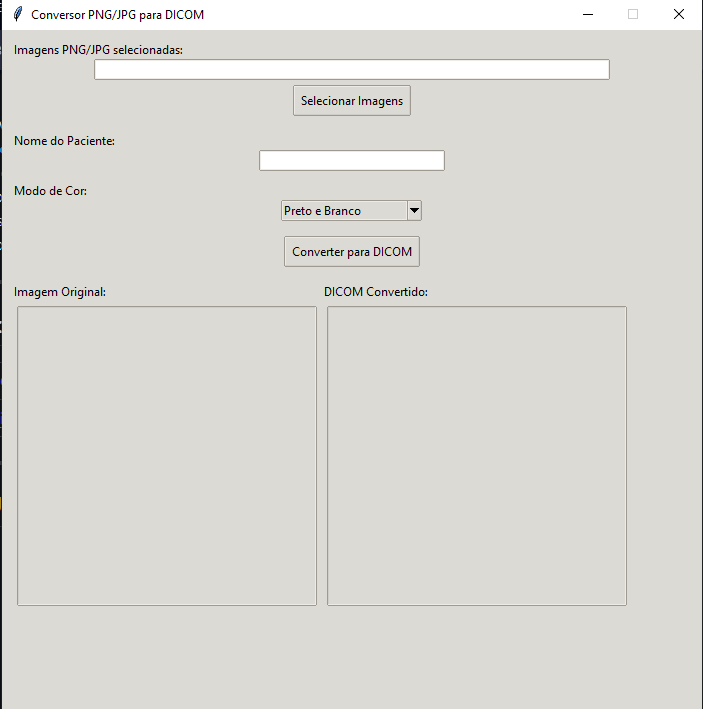 Conversor PNG/JPG para DICOM
Imagens PNG/JPG selecionadas:
Selecionar Imagens
Nome do Paciente:
Modo de Cor:
Preto e Branco
Converter para DICOM
Imagem Original:
DICOM Convertido: